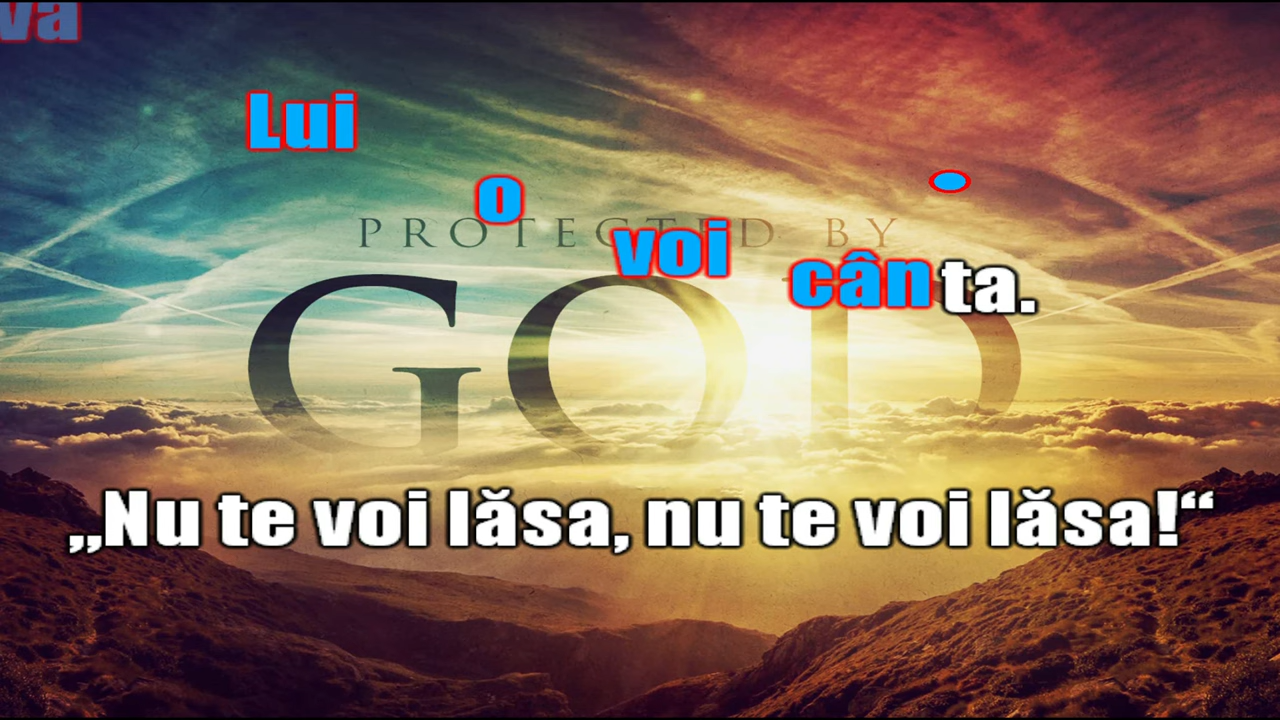 va
Lui o voi cânta.
PROTECTED BY
GOD
„Nu te voi lăsa, nu te voi lăsa!“